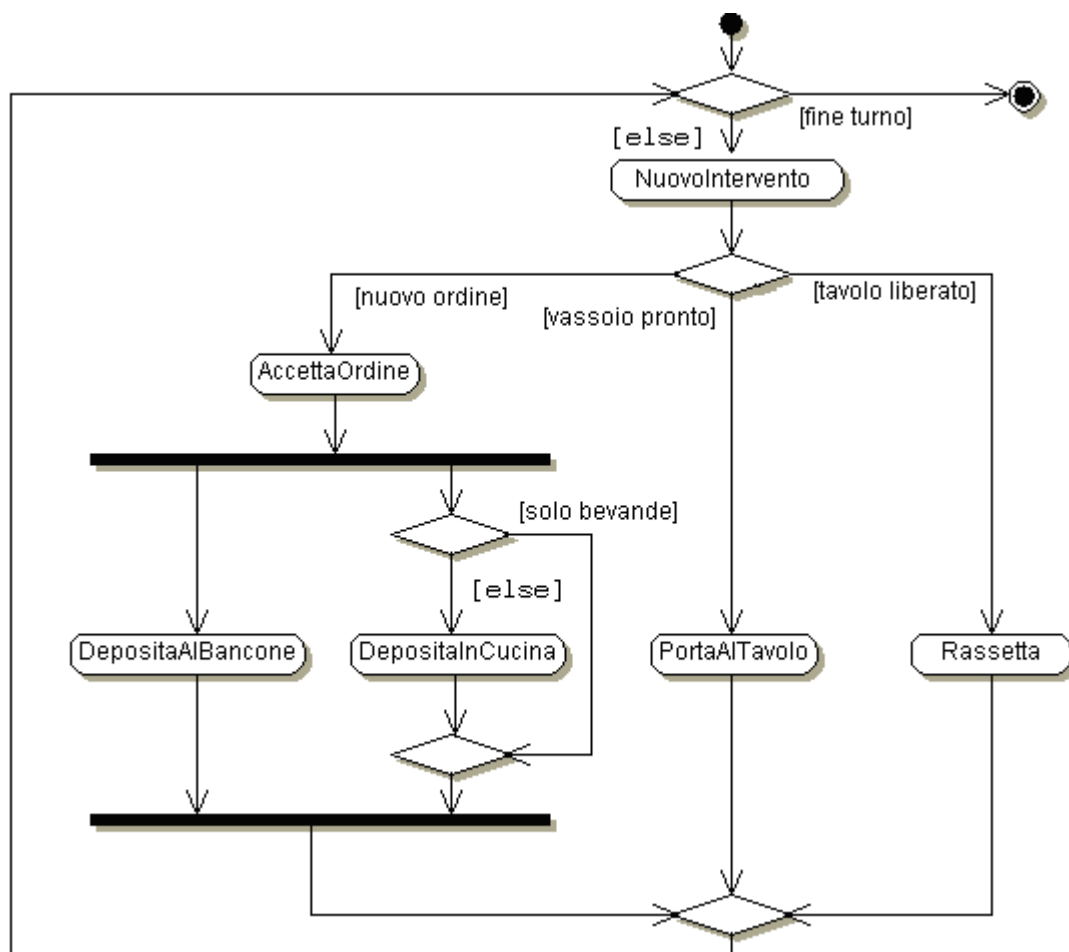 [fine turno]
[else]
NuovoIntervento
[nuovo ordine]
[vassoio pronto]
[tavolo liberato]
AccettaOrdine
[solo bevande]
[else]
DepositaAlBancone
DepositaInCucina
PortaAlTavolo
Rassetta